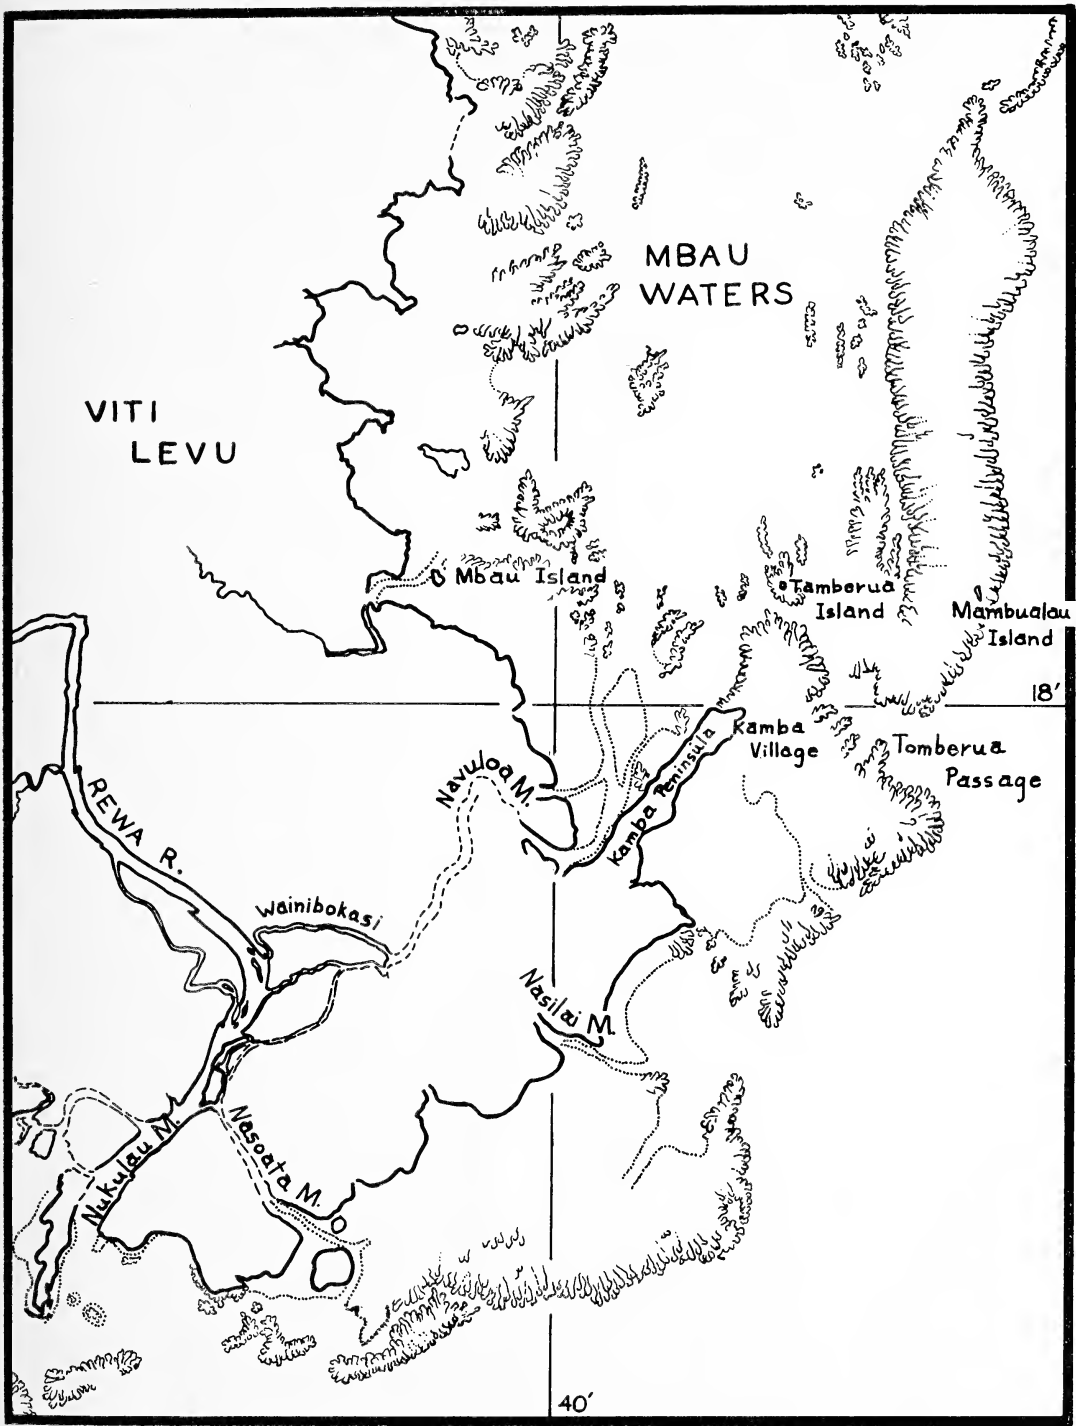 MBAU
WATERS
VITI
LEVU
Mbau Island
Tamberua
Island
Mambualau
Island
18'
Kamba
Village
Kamba Peninsula
Tomberua
Passage
Navuloa M.
REWA R.
Wainibokasi
Nasilai M.
Nukulau M.
Nasoata M.
40'